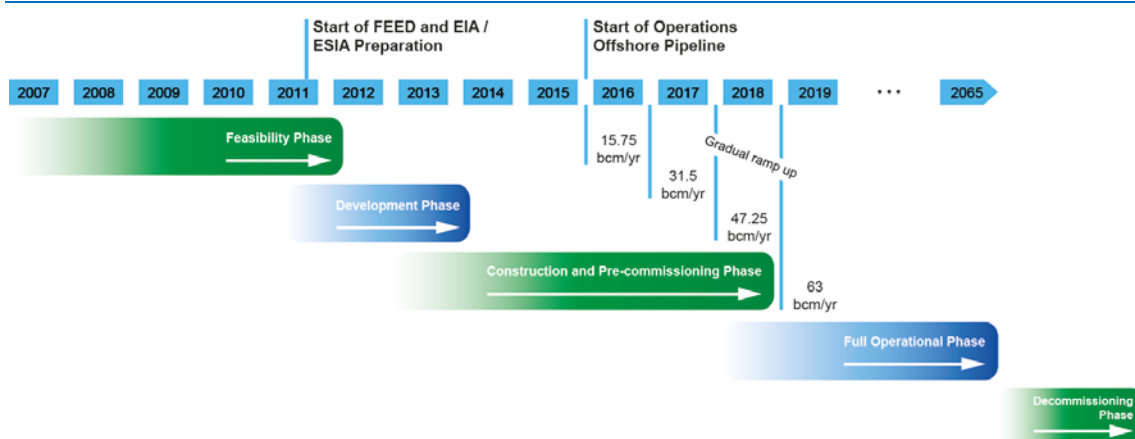 Start of FEED and EIA /
ESIA Preparation
Start of Operations
Offshore Pipeline
2007 2008 2009 2010 2011 2012 2013 2014 2015 2016 2017 2018 2019 ... 2065
Feasibility Phase
15.75
bcm/yr
Gradual ramp up
31.5
bcm/yr
Development Phase
47.25
bcm/yr
Construction and Pre-commissioning Phase
63
bcm/yr
Full Operational Phase
Decommissioning
Phase